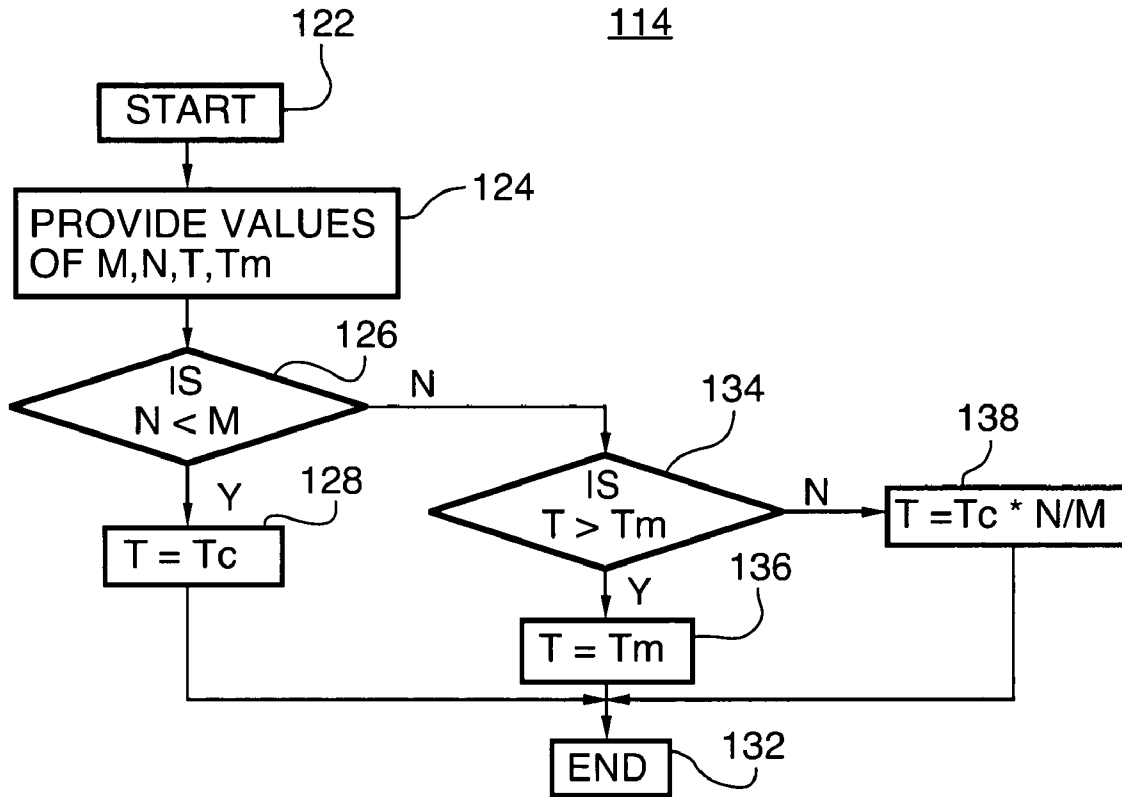 114
122
START
124
PROVIDE VALUES
OF M,N,T,Tm
126
IS
N < M
N
Y
128
T = Tc
134
IS
T > Tm
N
138
T =Tc * N/M
Y
136
T = Tm
END
132